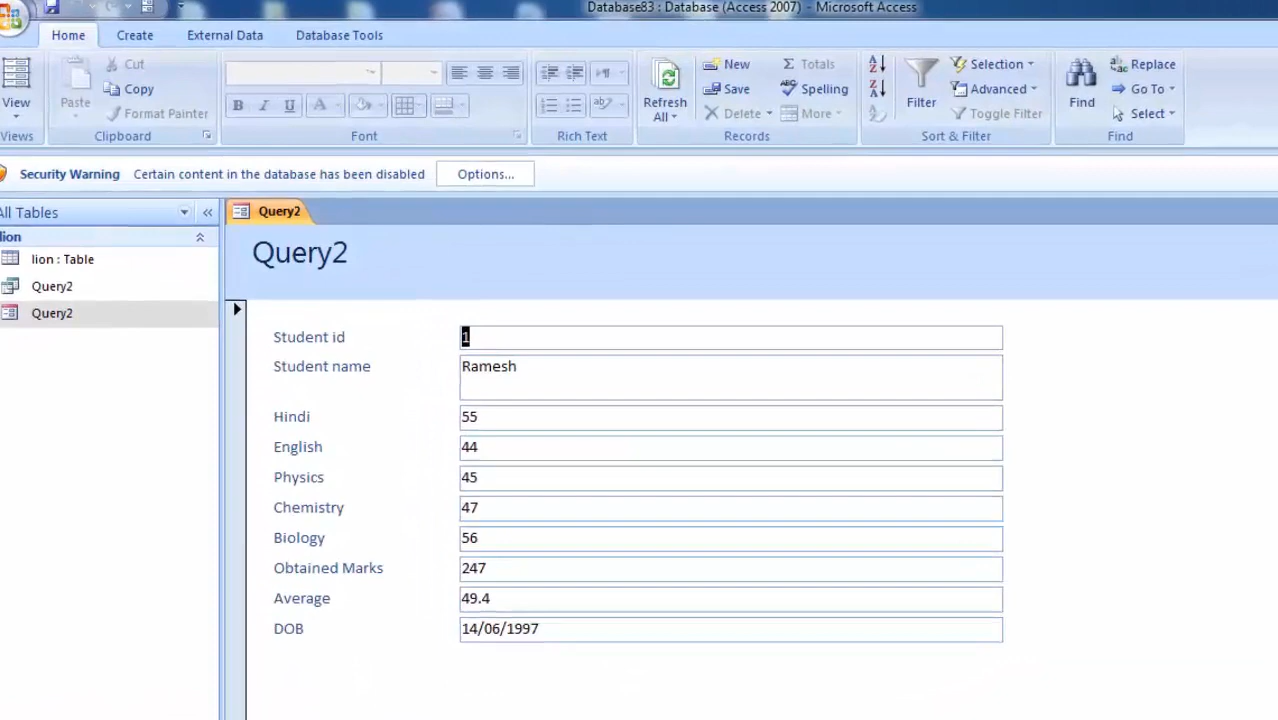 Database83 : Database (Access 2007) - Microsoft Access
Home Create External Data Database Tools
View Paste Cut Copy Format Painter
B I U A
Refresh All New Save Delete Totals Spelling More
Filter Selection Advanced Toggle Filter
Find Replace Go To Select
Views Clipboard Font Rich Text Records Sort & Filter Find
Security Warning Certain content in the database has been disabled Options...
All Tables
lion
lion : Table
Query2
Query2
Query2
Query2
Student id 1
Student name Ramesh
Hindi 55
English 44
Physics 45
Chemistry 47
Biology 56
Obtained Marks 247
Average 49.4
DOB 14/06/1997